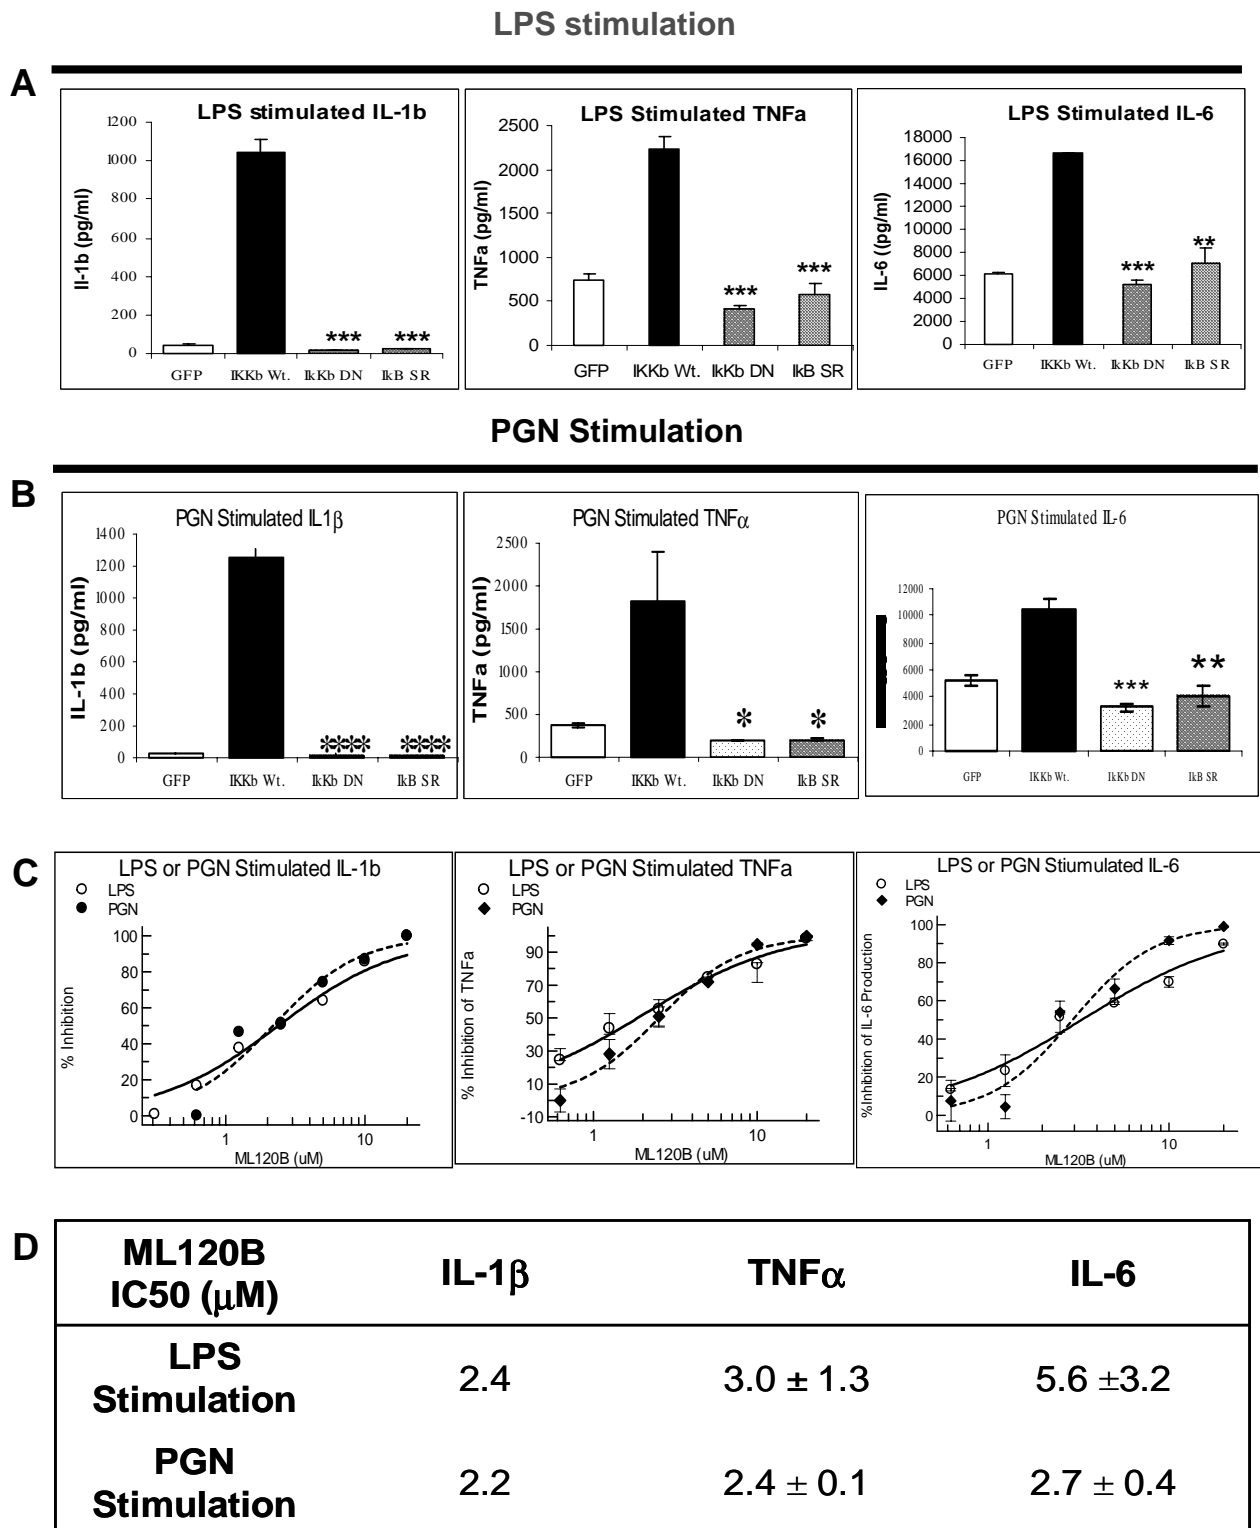 LPS stimulation
A
LPS stimulated IL-1b
Il-1b (pg/ml)
1200
1000
800
600
400
200
0
*** ***
GFP IKKb Wt. IkKb DN IkB SR
LPS Stimulated TNFa
TNFa (pg/ml)
2500
2000
1500
1000
500
0
*** ***
GFP IKKb Wt. IkKb DN IkB SR
LPS Stimulated IL-6
IL-6 ((pg/ml)
18000
16000
14000
12000
10000
8000
6000
4000
2000
0
*** **
GFP IKKb Wt. IkKb DN IkB SR
PGN Stimulation
B
PGN Stimulated IL1β
IL-1b (pg/ml)
1400
1200
1000
800
600
400
200
0
**** ****
GFP IKKb Wt. IkKb DN IkB SR
PGN Stimulated TNFα
TNFa (pg/ml)
2500
2000
1500
1000
500
0
* *
GFP IKKb Wt. IkKb DN IkB SR
PGN Stimulated IL-6
12000
10000
8000
6000
4000
2000
0
*** **
GFP IKKb Wt. IkKb DN IkB SR
C
LPS or PGN Stimulated IL-1b
LPS
PGN
% Inhibition
100
80
60
40
20
0
1 10
ML120B (uM)
LPS or PGN Stimulated TNFa
LPS
PGN
% Inhibition of TNFa
90
70
50
30
10
-10
1 10
ML120B (uM)
LPS or PGN Stiumulated IL-6
LPS
PGN
%Inhibition of IL-6 Production
100
80
60
40
20
0
1 10
ML120B (uM)
D
ML120B
IC50 (μM)
IL-1β TNFα IL-6
LPS
Stimulation
2.4 3.0 ± 1.3 5.6 ±3.2
PGN
Stimulation
2.2 2.4 ± 0.1 2.7 ± 0.4